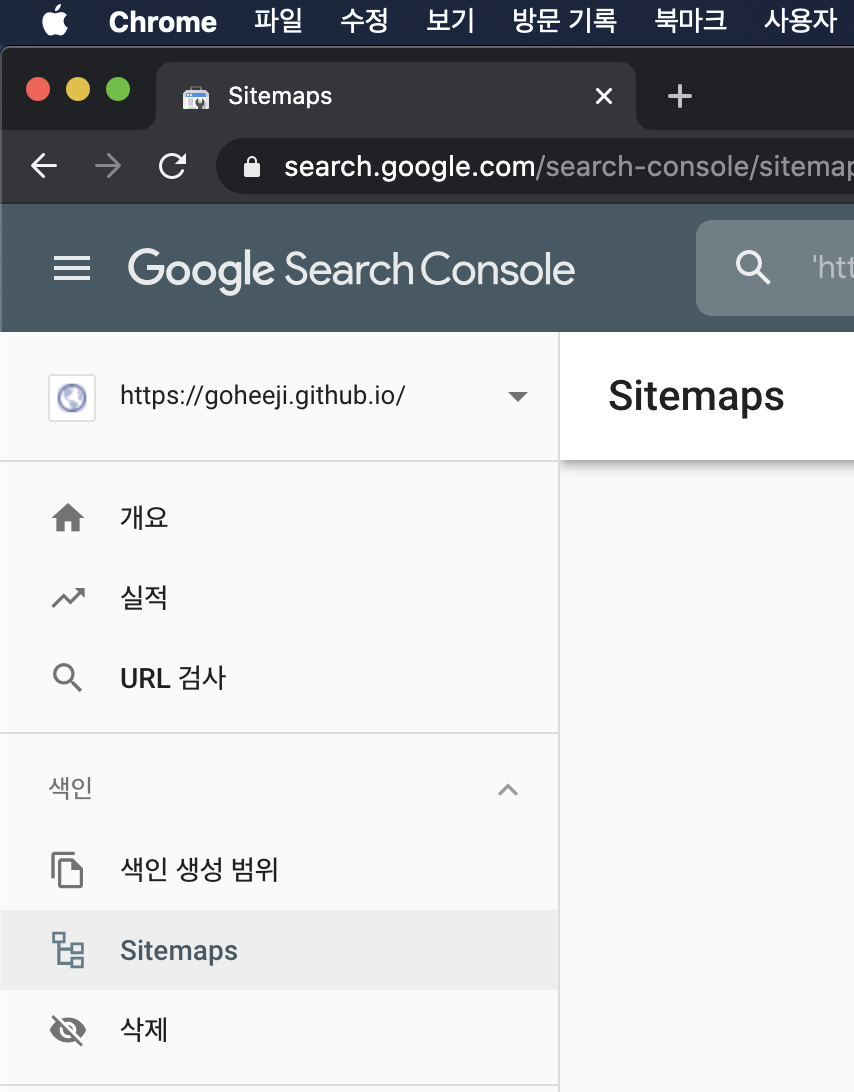 Chrome 파일 수정 보기 방문 기록 북마크 사용자
Sitemaps
search.google.com/search-console/sitemap
Google Search Console
'htt
https://goheeji.github.io/
Sitemaps
개요
실적
URL 검사
색인
색인 생성 범위
Sitemaps
삭제